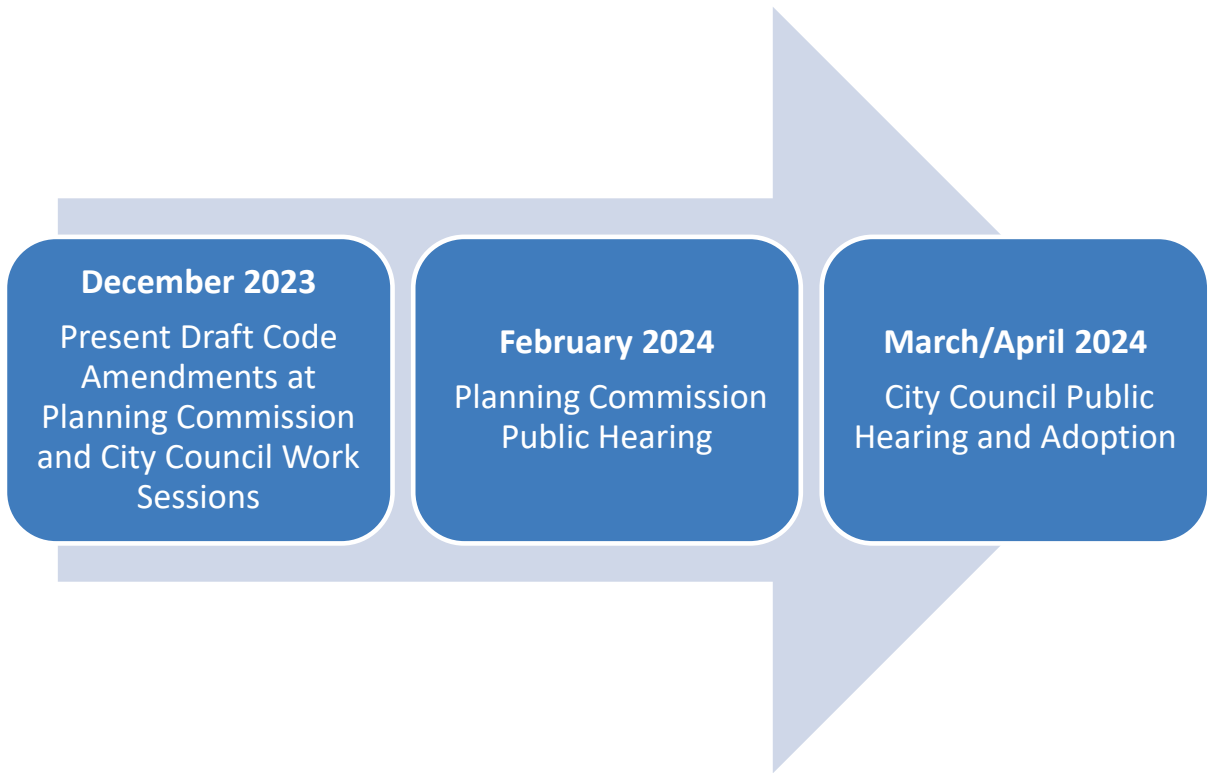 December 2023
Present Draft Code
Amendments at
Planning Commission
and City Council Work
Sessions
February 2024
Planning Commission
Public Hearing
March/April 2024
City Council Public
Hearing and Adoption